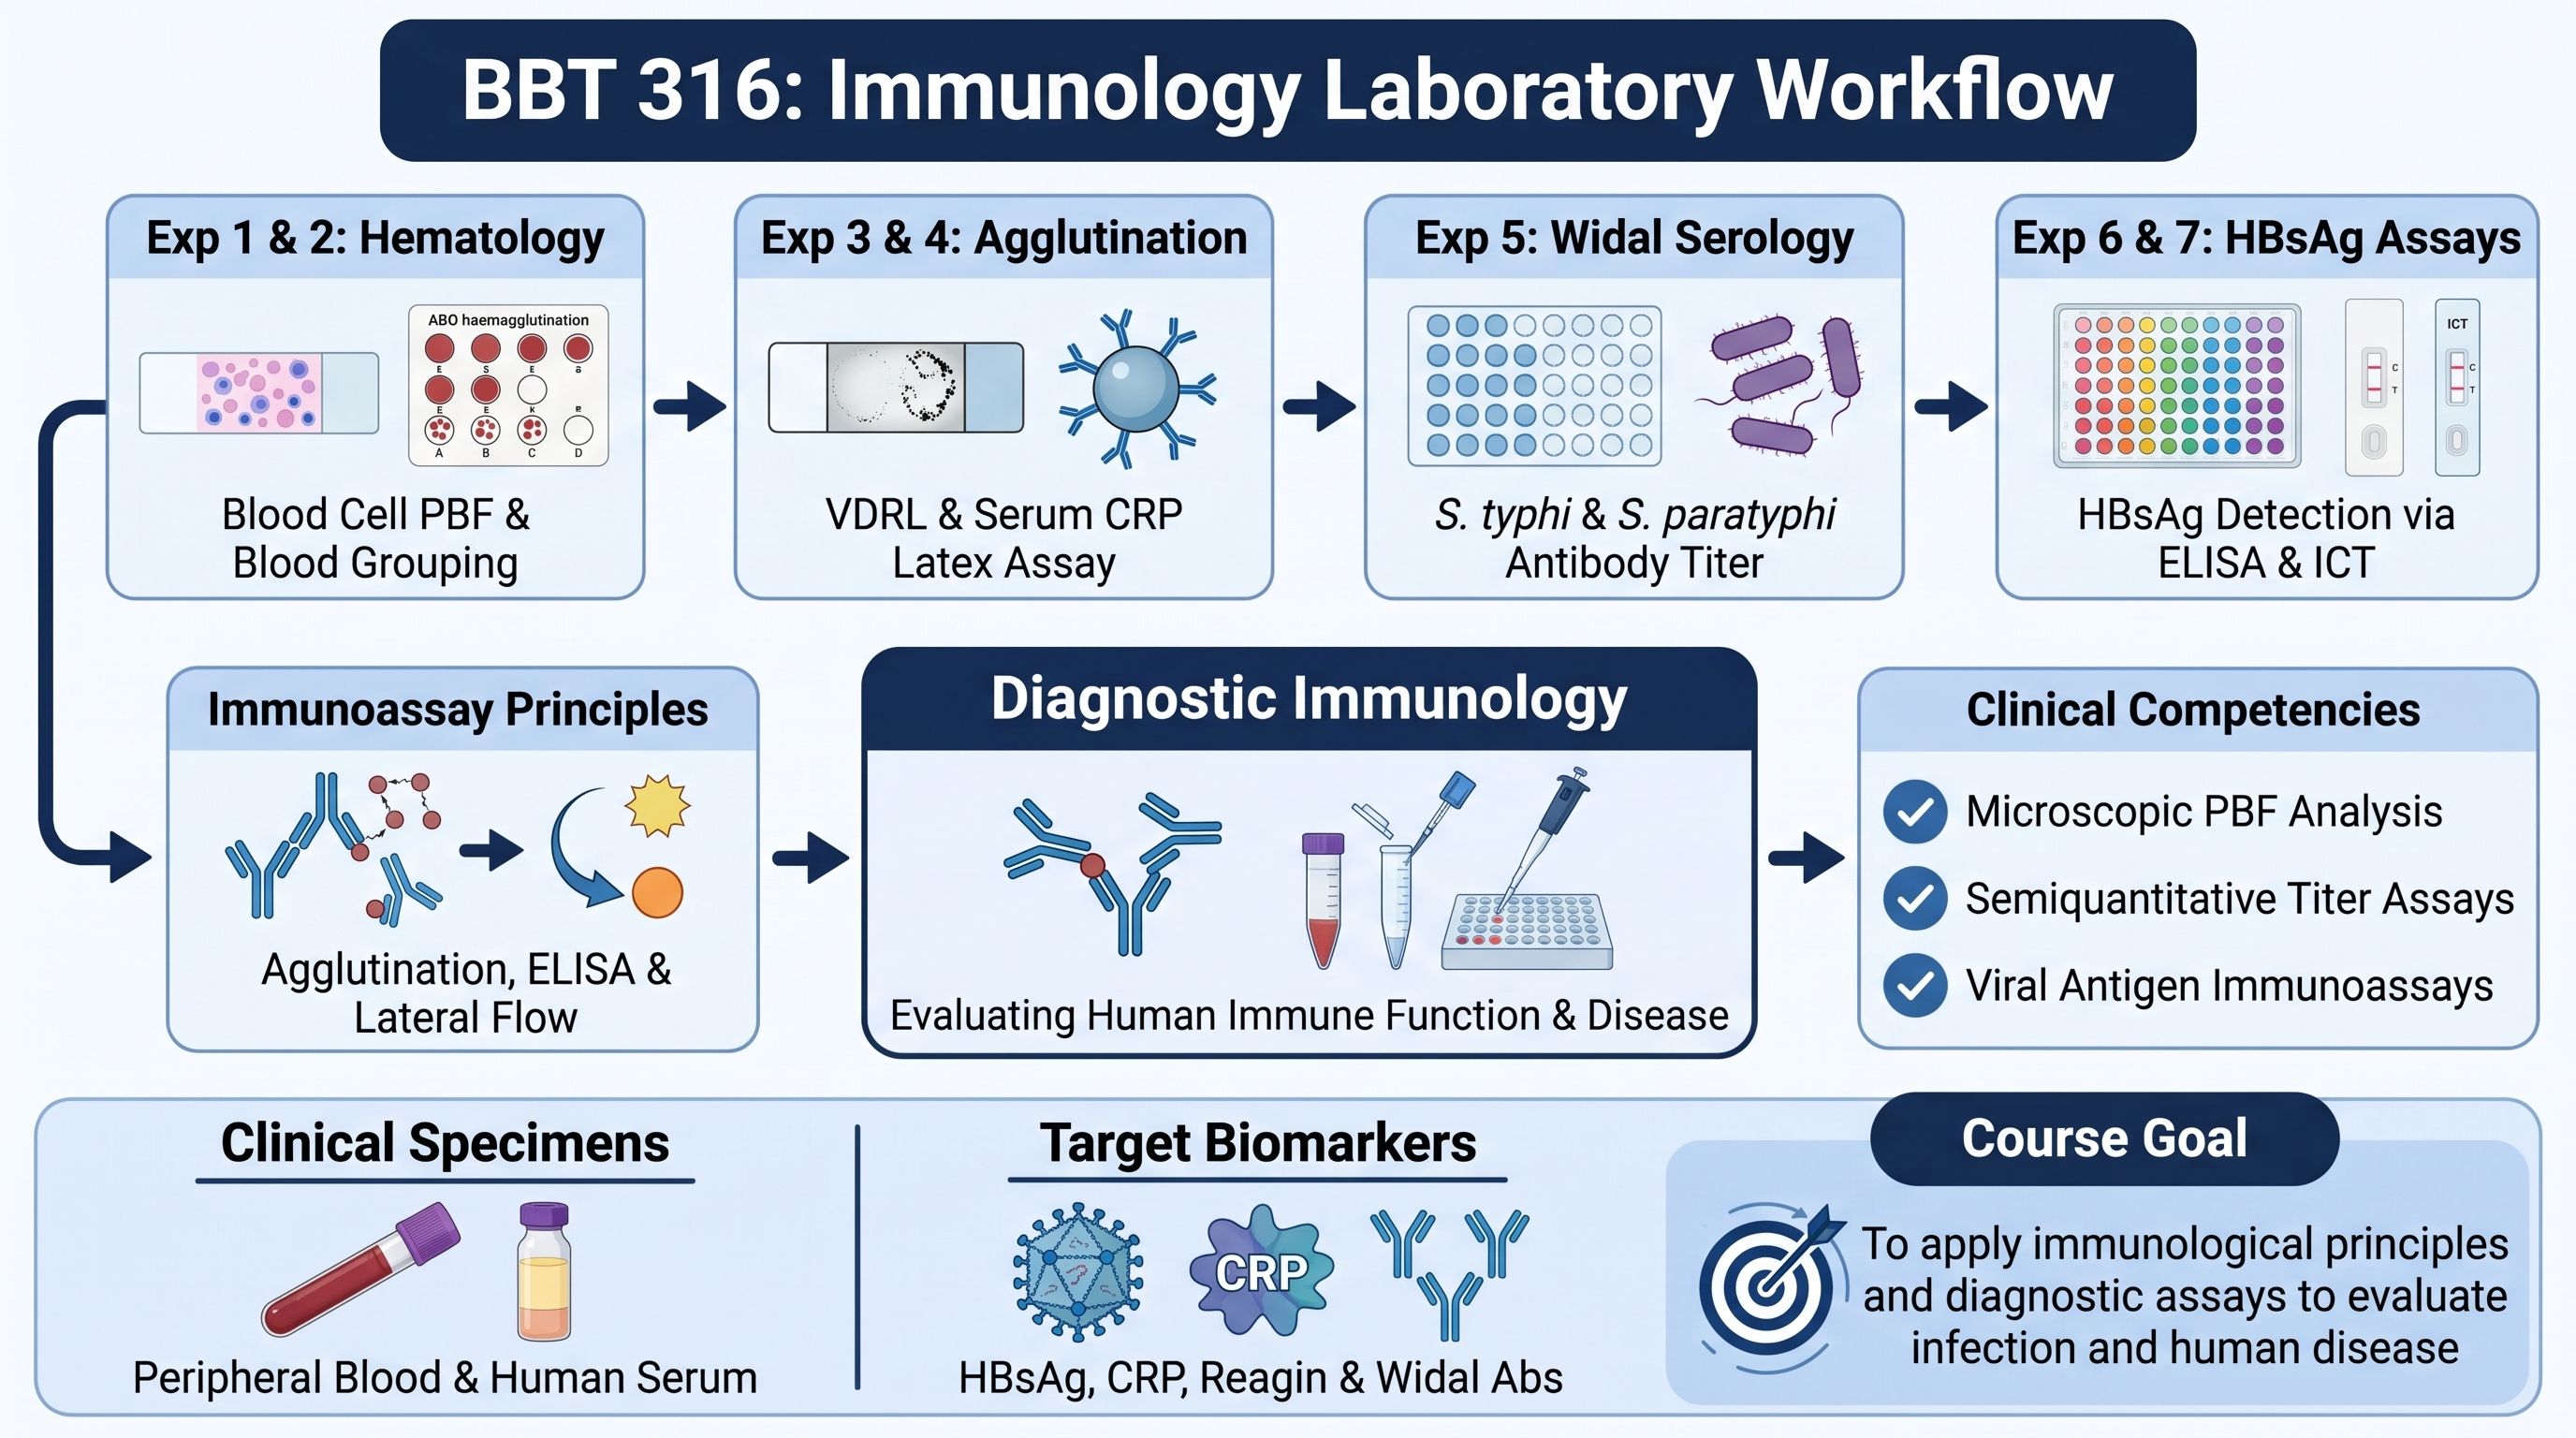 BBT 316: Immunology Laboratory Workflow
Exp 1 & 2: Hematology
ABO haemagglutination
E S E
E E K
A B C D
Blood Cell PBF &
Blood Grouping
Exp 3 & 4: Agglutination
VDRL & Serum CRP
Latex Assay
Exp 5: Widal Serology
S. typhi & S. paratyphi
Antibody Titer
Exp 6 & 7: HBsAg Assays
C
T
ICT
C
T
HBsAg Detection via
ELISA & ICT
Immunoassay Principles
Agglutination, ELISA &
Lateral Flow
Diagnostic Immunology
Evaluating Human Immune Function & Disease
Clinical Competencies
Microscopic PBF Analysis
Semiquantitative Titer Assays
Viral Antigen Immunoassays
Clinical Specimens
Peripheral Blood & Human Serum
Target Biomarkers
CRP
HBsAg, CRP, Reagin & Widal Abs
Course Goal
To apply immunological principles
and diagnostic assays to evaluate
infection and human disease